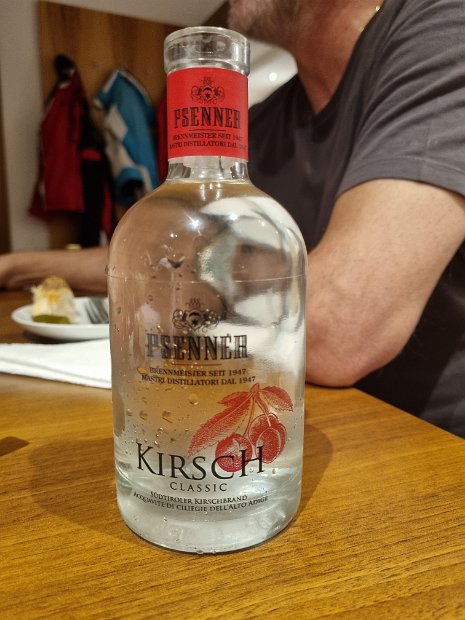 PSENNER
BRENNMEISTER SEIT 1947
MASTRI DISTILLATORI DAL 1947
PSENNER
BRENNMEISTER SEIT 1947
MASTRI DISTILLATORI DAL 1947
KIRSCH
CLASSIC
SÜDTIROLER KIRSCHBRAND
ACQUAVITE DI CILIEGIE DELL'ALTO ADIGE